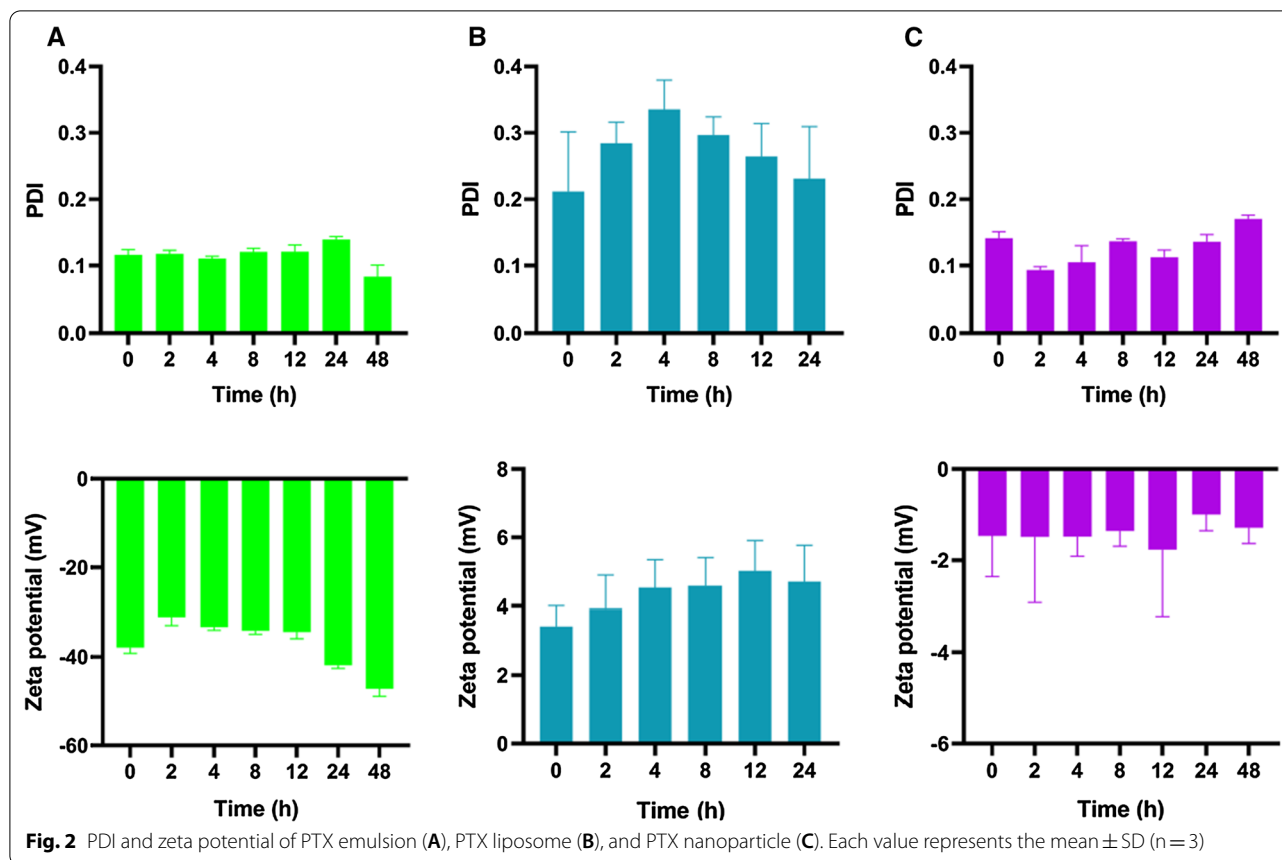 A
B
C
PDI
0.4
0.3
0.2
0.1
0.0
0 2 4 8 12 24 48
Time (h)
PDI
0.4
0.3
0.2
0.1
0.0
0 2 4 8 12 24
Time (h)
PDI
0.4
0.3
0.2
0.1
0.0
0 2 4 8 12 24 48
Time (h)
Zeta potential (mV)
0
-20
-40
-60
0 2 4 8 12 24 48
Time (h)
Zeta potential (mV)
8
6
4
2
0
0 2 4 8 12 24
Time (h)
Zeta potential (mV)
0
-2
-4
-6
0 2 4 8 12 24 48
Time (h)
Fig. 2 PDI and zeta potential of PTX emulsion (A), PTX liposome (B), and PTX nanoparticle (C). Each value represents the mean ± SD (n = 3)